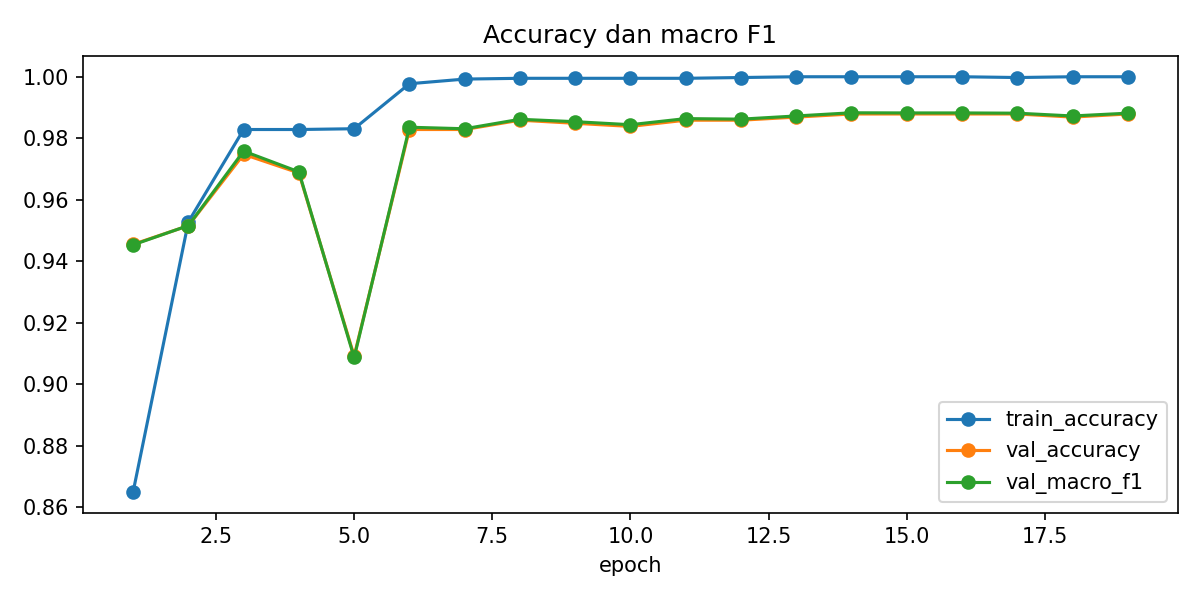 Accuracy dan macro F1
1.00
0.98
0.96
0.94
0.92
0.90
0.88
0.86
train_accuracy
val_accuracy
val_macro_f1
2.5 5.0 7.5 10.0 12.5 15.0 17.5
epoch